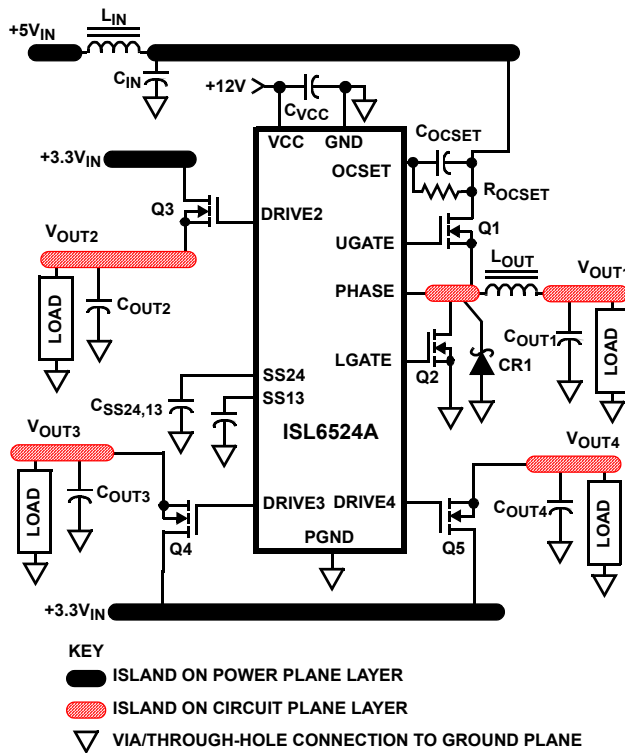 +5VIN
LIN
CIN
+12V
CVCC
VCC
GND
COCSET
OCSET
ROCSET
+3.3VIN
Q3
DRIVE2
Q1
UGATE
VOUT2
LOUT
VOUT1
PHASE
LOAD
COUT2
COUT1
LOAD
LGATE
Q2
CR1
SS24
CSS24,13
SS13
ISL6524A
VOUT3
VOUT4
LOAD
COUT3
DRIVE3
DRIVE4
COUT4
LOAD
Q4
PGND
Q5
+3.3VIN
KEY
ISLAND ON POWER PLANE LAYER
ISLAND ON CIRCUIT PLANE LAYER
VIA/THROUGH-HOLE CONNECTION TO GROUND PLANE